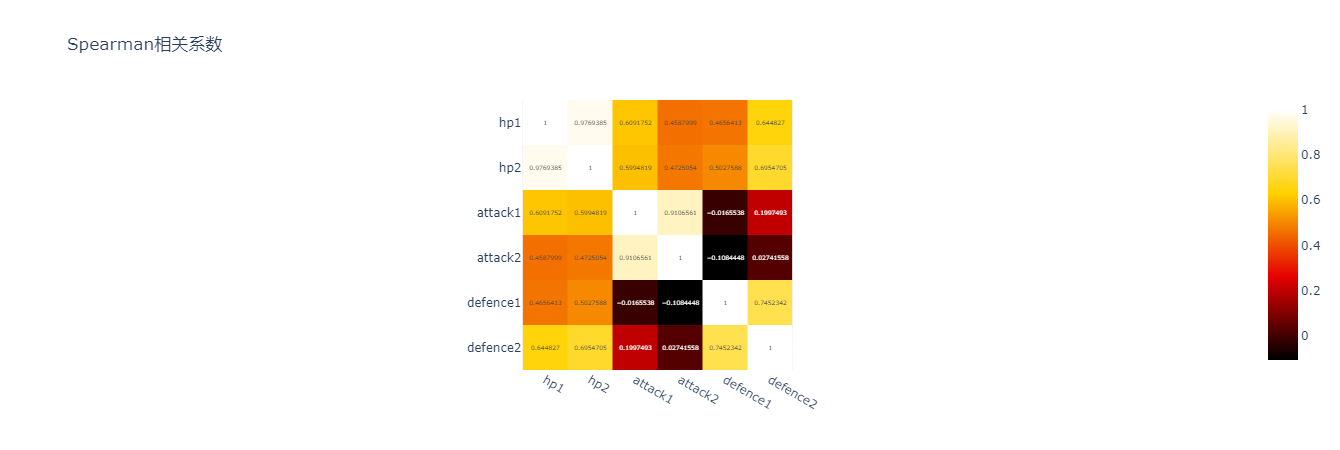 Spearman相关系数
hp1 1 0.9769385 0.6091752 0.4587999 0.4656413 0.644827
hp2 0.9769385 1 0.5994819 0.4725054 0.5027588 0.6954705
attack1 0.6091752 0.5994819 1 0.9106561 −0.0165538 0.1997493
attack2 0.4587999 0.4725054 0.9106561 1 −0.1084448 0.02741558
defence1 0.4656413 0.5027588 −0.0165538 −0.1084448 1 0.7452342
defence2 0.644827 0.6954705 0.1997493 0.02741558 0.7452342 1
hp1 hp2 attack1 attack2 defence1 defence2
1
0.8
0.6
0.4
0.2
0